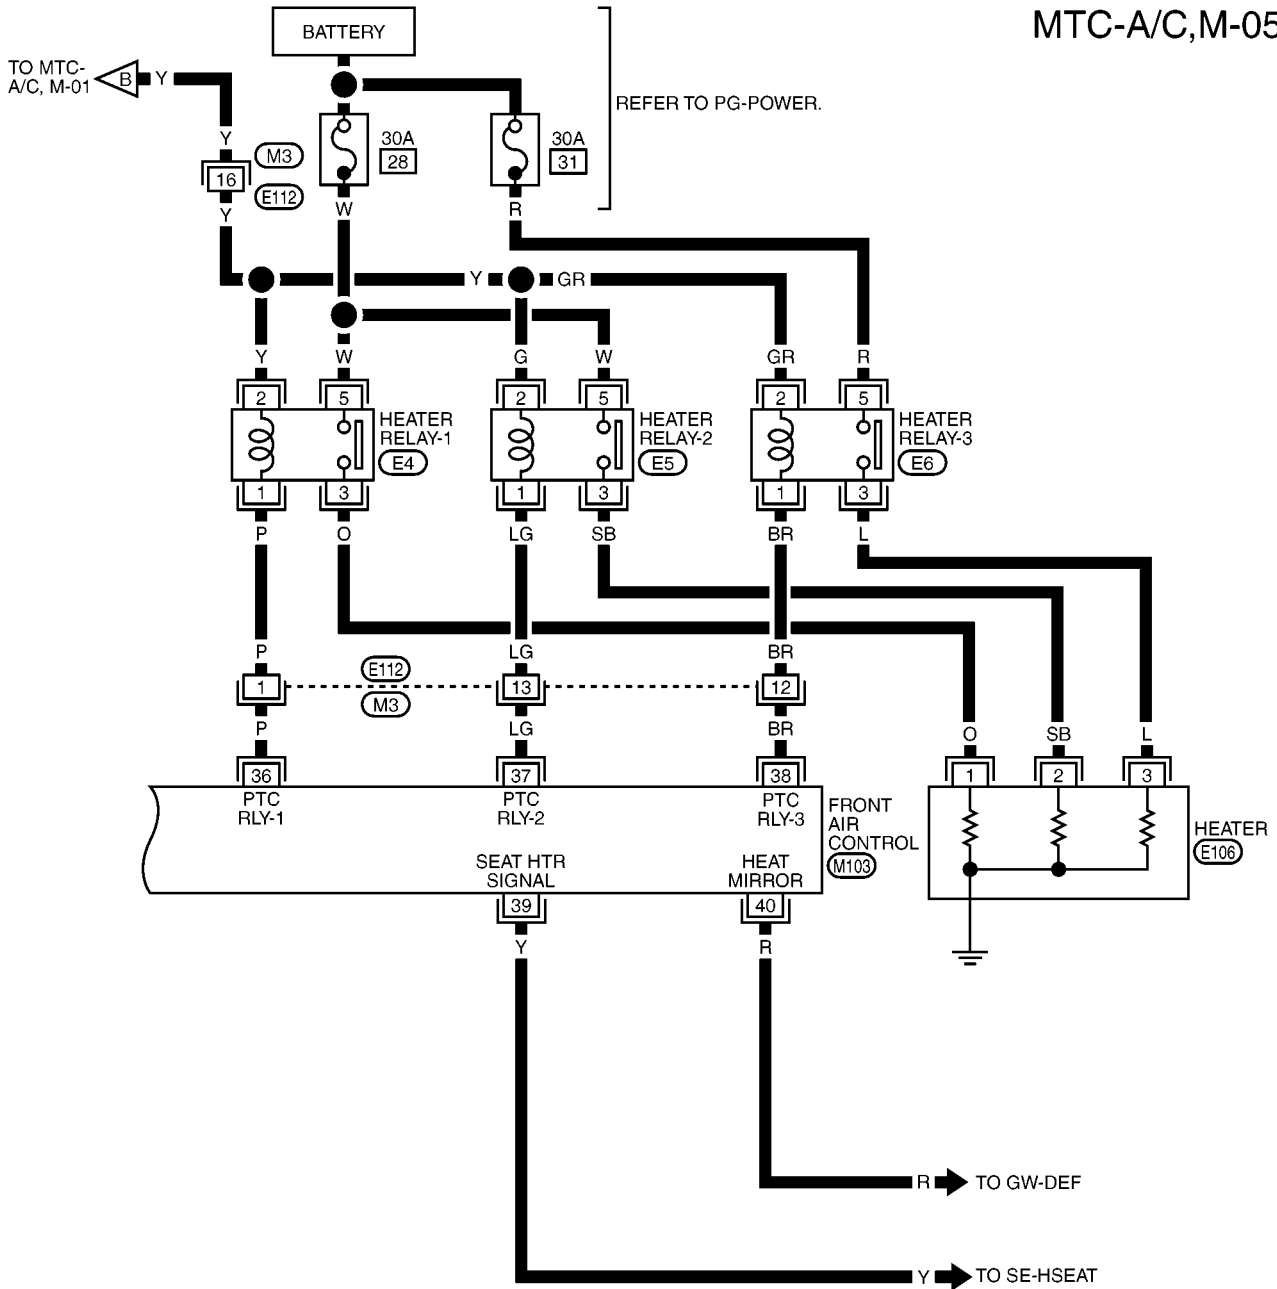 MTC-A/C,M-05
BATTERY
TO MTC-
A/C, M-01
B Y
REFER TO PG-POWER.
Y
M3
16
E112
Y
30A
28
30A
31
W R
Y GR
Y W G W GR R
2 5 2 5 2 5
HEATER
RELAY-1
E4
HEATER
RELAY-2
E5
HEATER
RELAY-3
E6
1 3 1 3 1 3
P O LG SB BR L
P LG BR
E112
1 13 12
M3
P LG BR
O SB L
36 37 38
1 2 3
PTC
RLY-1
PTC
RLY-2
PTC
RLY-3
FRONT
AIR
CONTROL
M103
HEATER
E106
SEAT HTR
SIGNAL
HEAT
MIRROR
39 40
Y R
R TO GW-DEF
Y TO SE-HSEAT